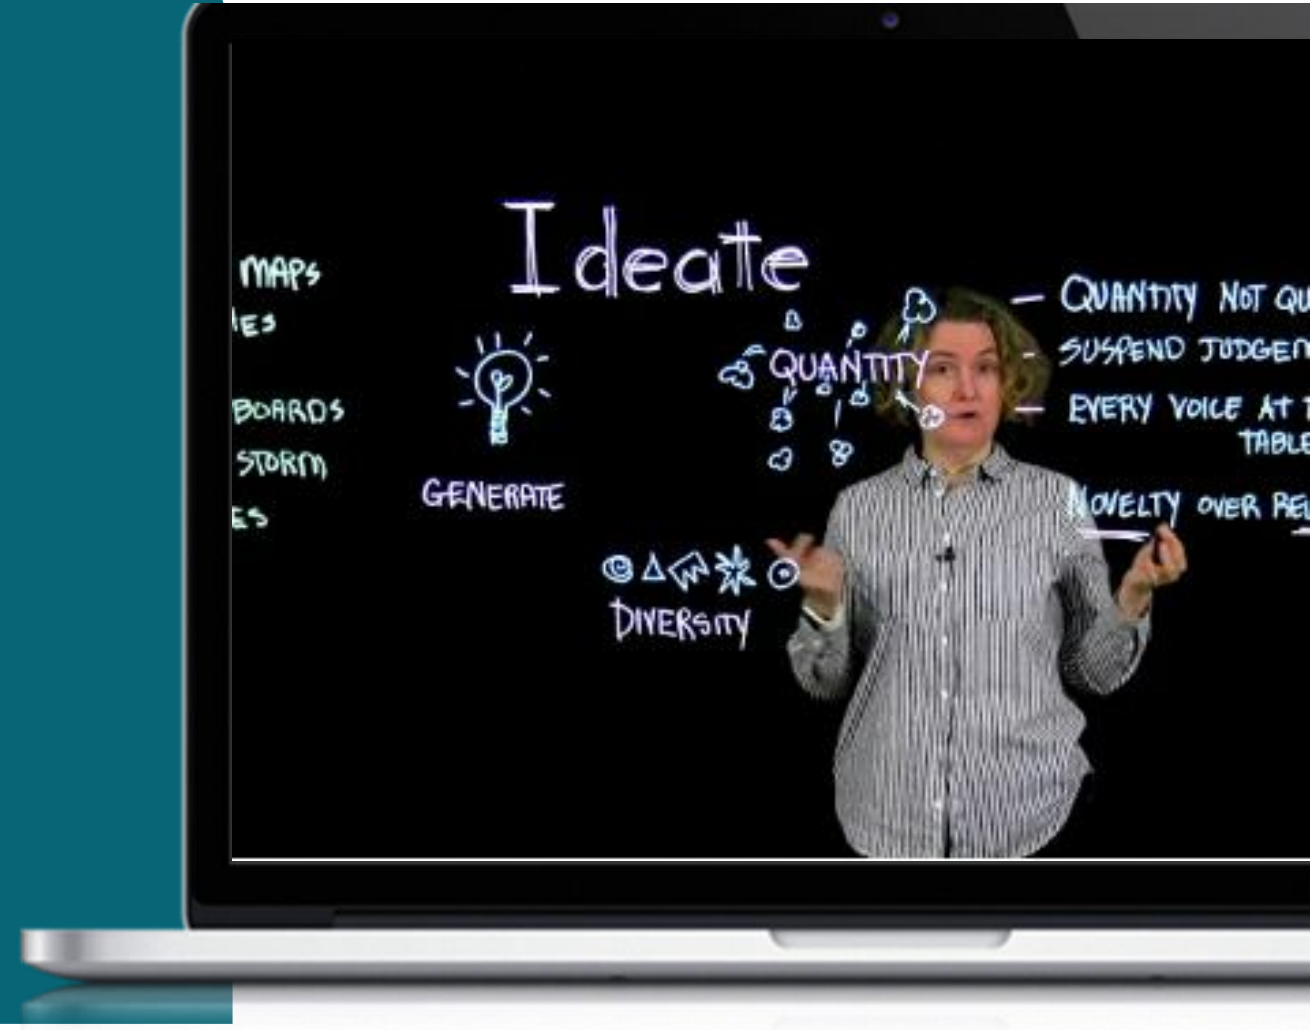 Ideate
MAPS
BOARDS
STORM
GENERATE
QUANTITY
DIVERSITY
QUANTITY NOT
SUSPEND
EVERY VOICE AT
TABLE
NOVELTY OVER